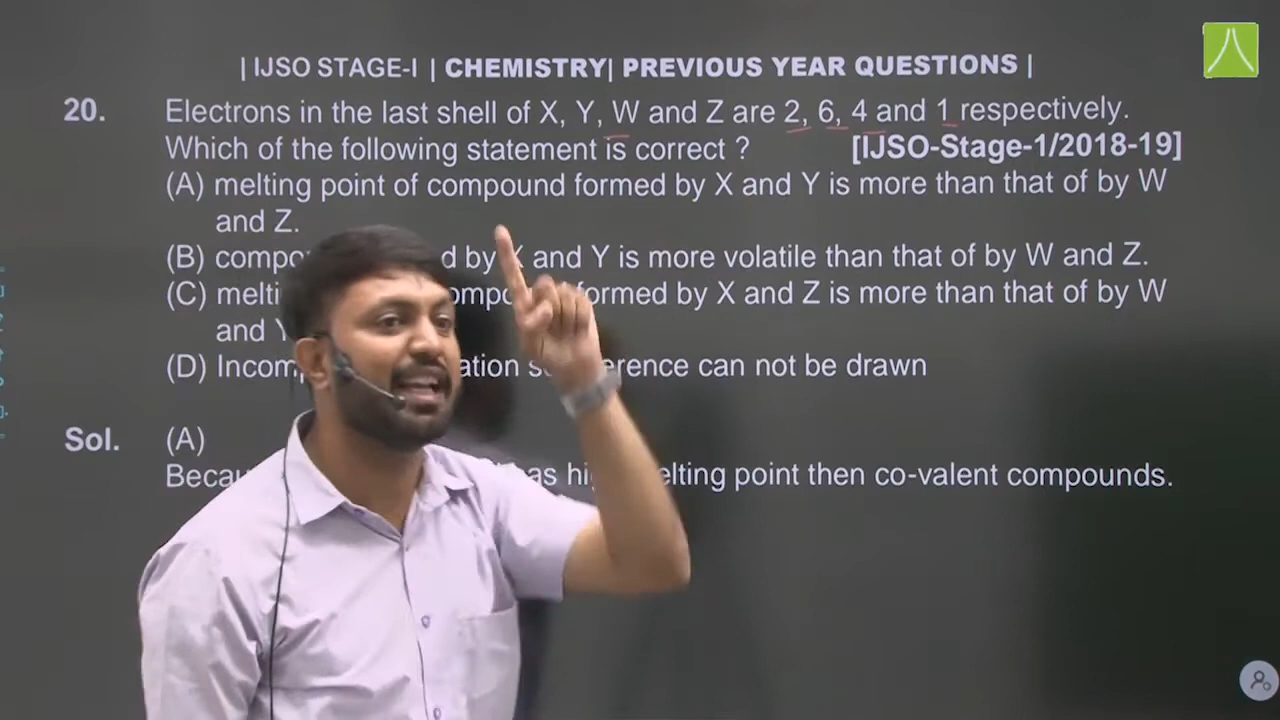 | IJSO STAGE-I | CHEMISTRY| PREVIOUS YEAR QUESTIONS |
20. Electrons in the last shell of X, Y, W and Z are 2, 6, 4 and 1 respectively.
Which of the following statement is correct ? [IJSO-Stage-1/2018-19]
(A) melting point of compound formed by X and Y is more than that of by W
and Z.
(B) compo d by X and Y is more volatile than that of by W and Z.
(C) melti ompo formed by X and Z is more than that of by W
and Y
(D) Incom ation so erence can not be drawn
Sol. (A)
Becau as hig elting point then co-valent compounds.